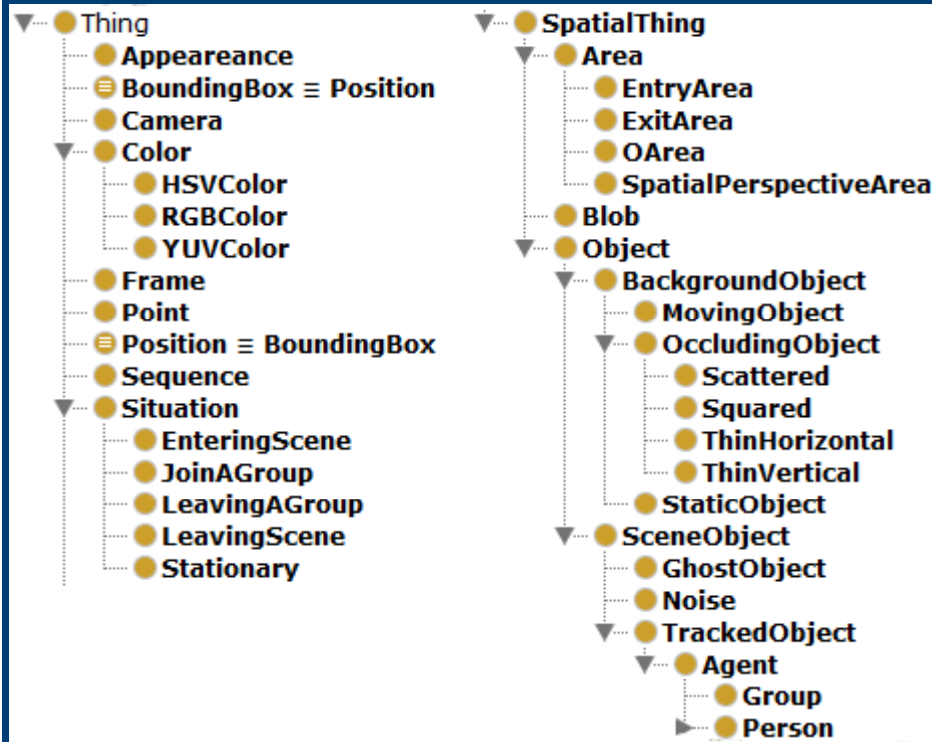 Thing
Appeareance
BoundingBox ≡ Position
Camera
Color
HSVColor
RGBColor
YUVColor
Frame
Point
Position ≡ BoundingBox
Sequence
Situation
EnteringScene
JoinAGroup
LeavingAGroup
LeavingScene
Stationary
SpatialThing
Area
EntryArea
ExitArea
OArea
SpatialPerspectiveArea
Blob
Object
BackgroundObject
MovingObject
OccludingObject
Scattered
Squared
ThinHorizontal
ThinVertical
StaticObject
SceneObject
GhostObject
Noise
TrackedObject
Agent
Group
Person